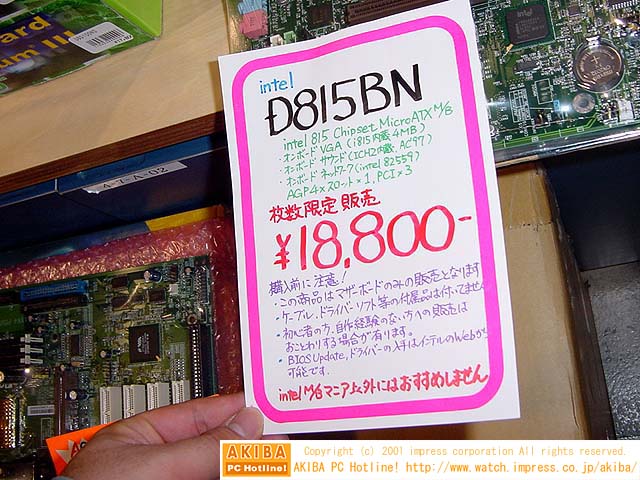 ard
um III
4-7-A-02
intel
D815BN
intel 815 Chipset MicroATX M/B
・オンボード VGA (i815内蔵 4MB)
・オンボード サウンド (ICH2内蔵、AC97)
・オンボード ネットワーク (intel 82559)
AGP4×スロット×1、PCI×3
枚数限定販売
¥18,800-
購入前に注意!
・この商品はマザーボードのみの販売となります
・ケーブル、ドライバーソフト等の付属品は付いてません
・初心者の方、自作経験のない方への販売は
おことわりする場合が有ります。
・BIOS Update、ドライバーの入手はインテルのWebから
可能です。
intel M/Bマニア以外にはおすすめしません
AKIBA
PC Hotline!
Copyright (c) 2001 impress corporation All rights reserved.
AKIBA PC Hotline! http://www.watch.impress.co.jp/akiba/